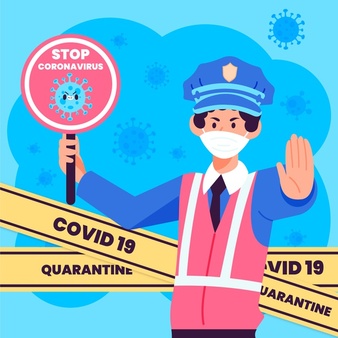 STOP
CORONAVIRUS
COVID 19
QUARANTINE
COVID 19
QUARANTINE